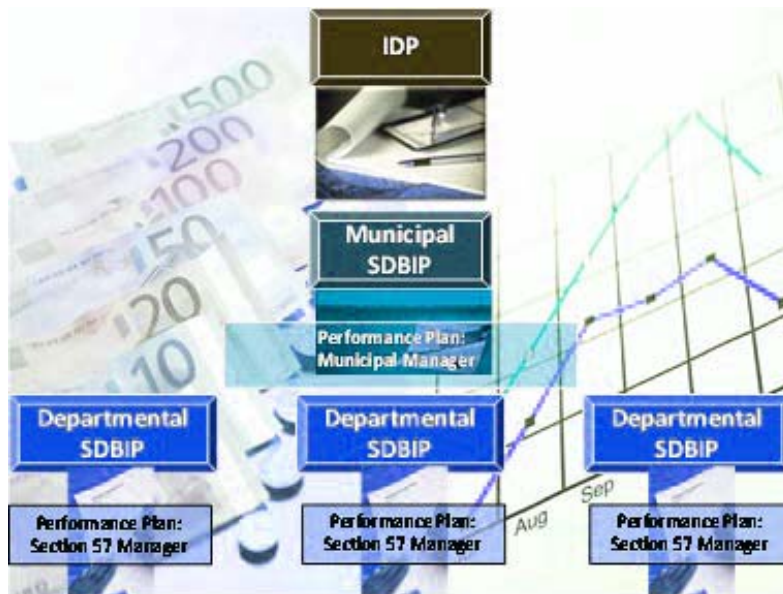 IDP
500
200
100
50
20
10
Municipal
SDBIP
Performance Plan:
Municipal Manager
Departmental
SDBIP
Departmental
SDBIP
Departmental
SDBIP
Aug
Sep
Performance Plan:
Section 57 Manager
Performance Plan:
Section 57 Manager
Performance Plan:
Section 57 Manager